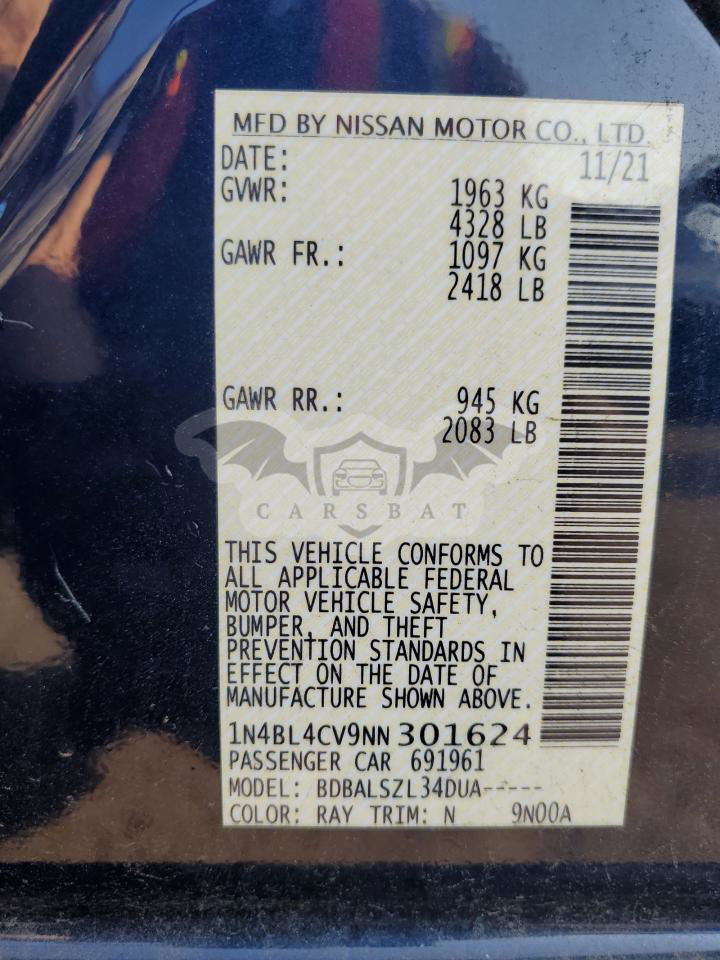 MFD BY NISSAN MOTOR CO., LTD.
DATE: 11/21
GVWR: 1963 KG
4328 LB
GAWR FR.: 1097 KG
2418 LB
GAWR RR.: 945 KG
2083 LB
CARSBAT
THIS VEHICLE CONFORMS TO
ALL APPLICABLE FEDERAL
MOTOR VEHICLE SAFETY,
BUMPER, AND THEFT
PREVENTION STANDARDS IN
EFFECT ON THE DATE OF
MANUFACTURE SHOWN ABOVE.
1N4BL4CV9NN301624
PASSENGER CAR 691961
MODEL: BDBALSZL34DUA-----
COLOR: RAY TRIM: N 9N00A